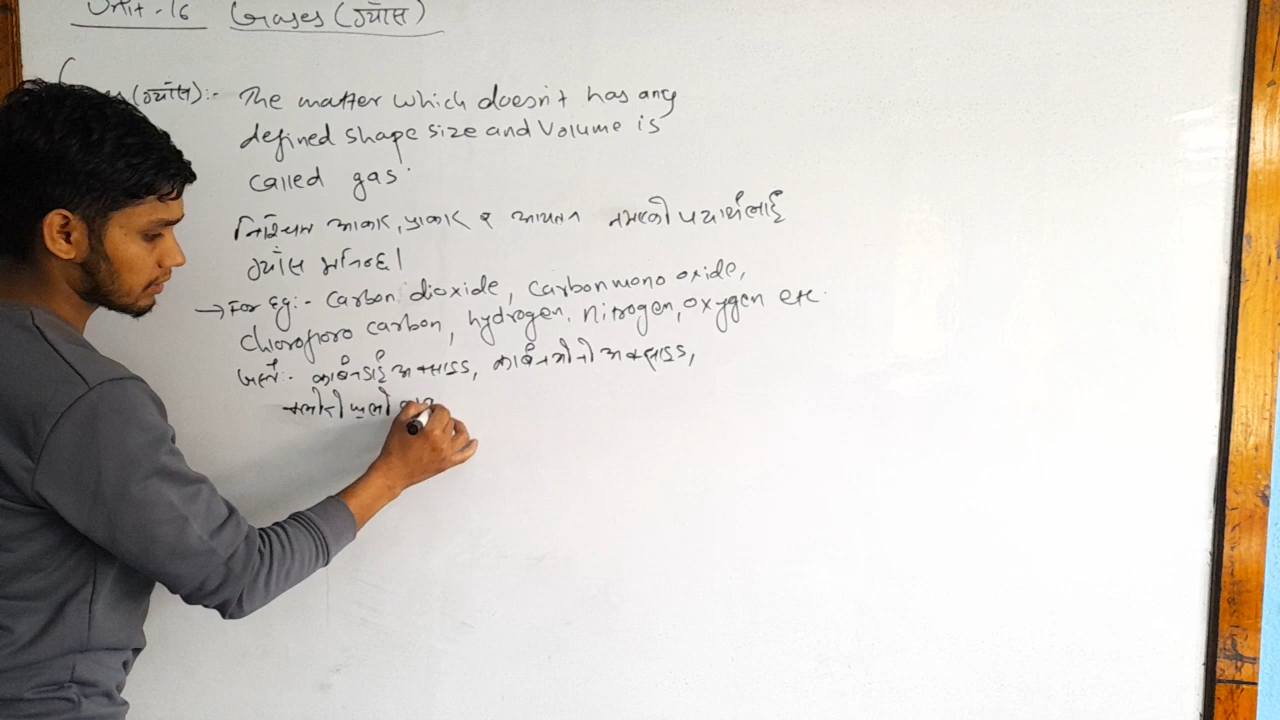 Unit-16 Gases (ग्याँस)
(ग्याँस):- The matter which doesn't has any
defined shape size and volume is
called gas.
निश्चित आकार, प्रकार र आयतन नभएको पदार्थलाई
ग्याँस भनिन्छ।
→ For Eg:- Carbon dioxide, Carbon mono oxide,
chlorofloro carbon, hydrogen, nitrogen, oxygen etc.
जस्तैः- कार्बनडाई अक्साइड, कार्बनमोनो अक्साइड,
क्लोरोफ्लोरो